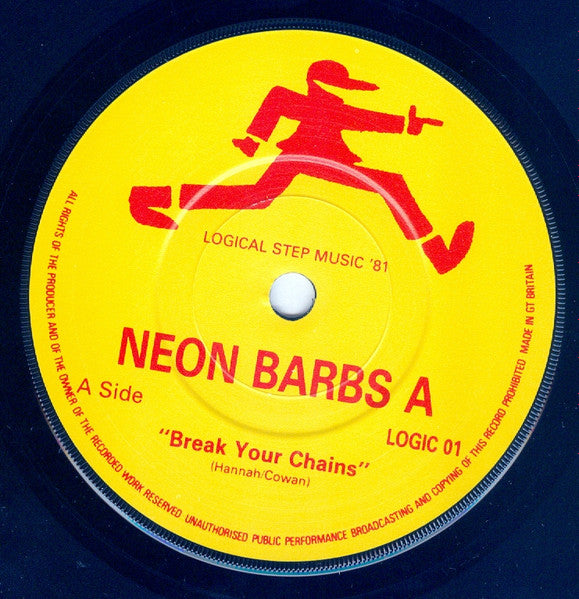 LOGICAL STEP MUSIC '81
NEON BARBS A
A Side
LOGIC 01
"Break Your Chains"
(Hannah/Cowan)
ALL RIGHTS OF THE PRODUCER AND OF THE OWNER OF THE RECORDED WORK RESERVED UNAUTHORISED PUBLIC PERFORMANCE BROADCASTING AND COPYING OF THIS RECORD PROHIBITED MADE IN GT BRITAIN